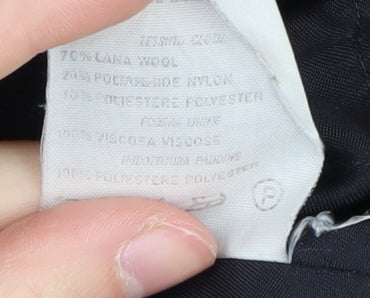 TESSUTO CLOTH
70% LANA WOOL
20% POLIAMMIDE NYLON
10% POLIESTERE POLYESTER
FODERA LINING
100% VISCOSA VISCOSE
IMBOTTITURA PADDING
100% POLIESTERE POLYESTER
P